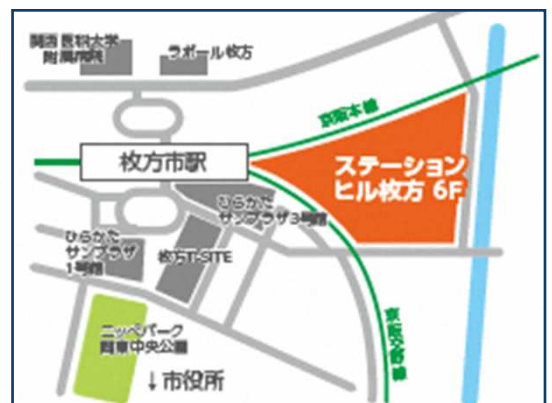 関西医科大学
附属病院
ラポール枚方
京阪本線
枚方市駅
ステーション
ヒル枚方 6F
ひらかた
サンプラザ3号館
ひらかた
サンプラザ
1号館
枚方T-SITE
京阪交野線
ニッペパーク
岡東中央公園
↓市役所